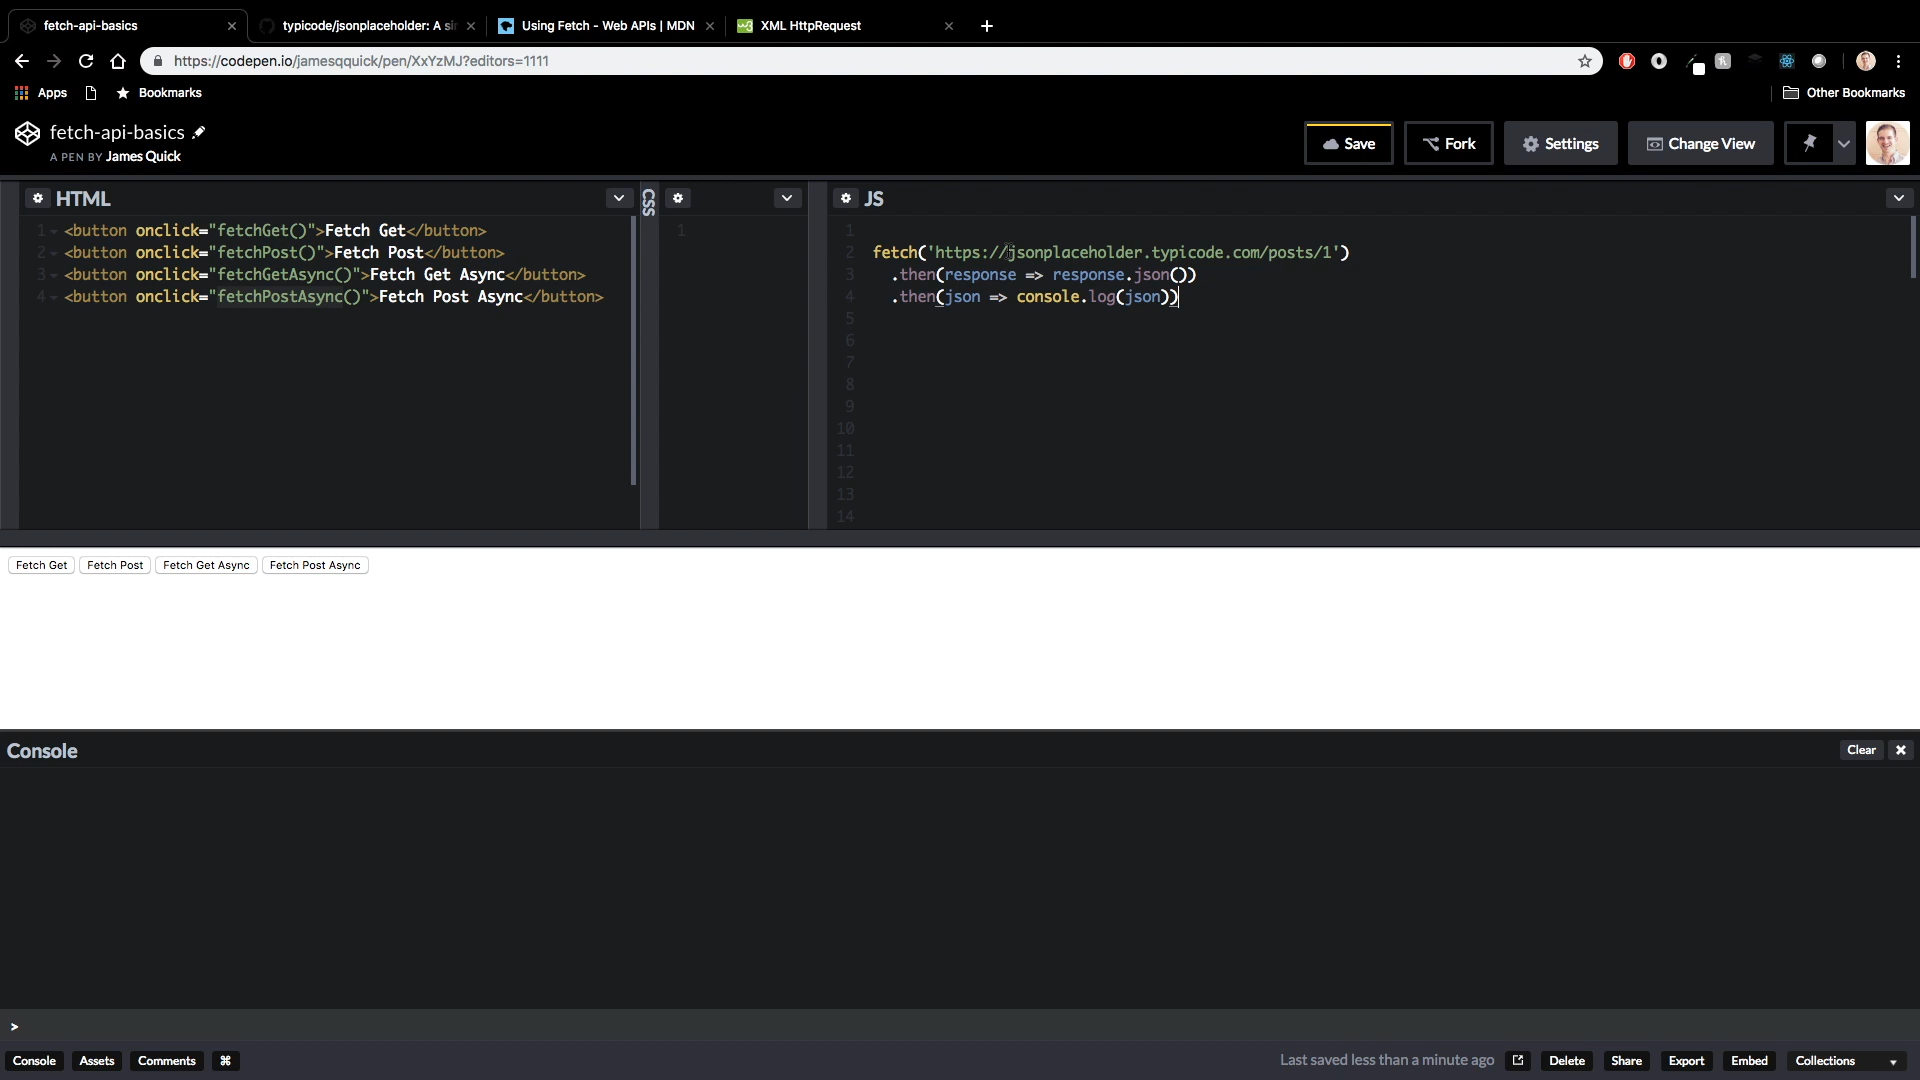 fetch-api-basics
typicode/jsonplaceholder: A si
Using Fetch - Web APIs | MDN
XML HttpRequest
https://codepen.io/jamesqquick/pen/XxYzMJ?editors=1111
Apps
Bookmarks
Other Bookmarks
fetch-api-basics
A PEN BY James Quick
Save
Fork
Settings
Change View
HTML
1 <button onclick="fetchGet()">Fetch Get</button>
2 <button onclick="fetchPost()">Fetch Post</button>
3 <button onclick="fetchGetAsync()">Fetch Get Async</button>
4 <button onclick="fetchPostAsync()">Fetch Post Async</button>
CSS
1
JS
1
2 fetch('https://jsonplaceholder.typicode.com/posts/1')
3 .then(response => response.json())
4 .then(json => console.log(json))
5
6
7
8
9
10
11
12
13
14
Fetch Get
Fetch Post
Fetch Get Async
Fetch Post Async
Console
Clear
>
Console
Assets
Comments
⌘
Last saved less than a minute ago
Delete
Share
Export
Embed
Collections